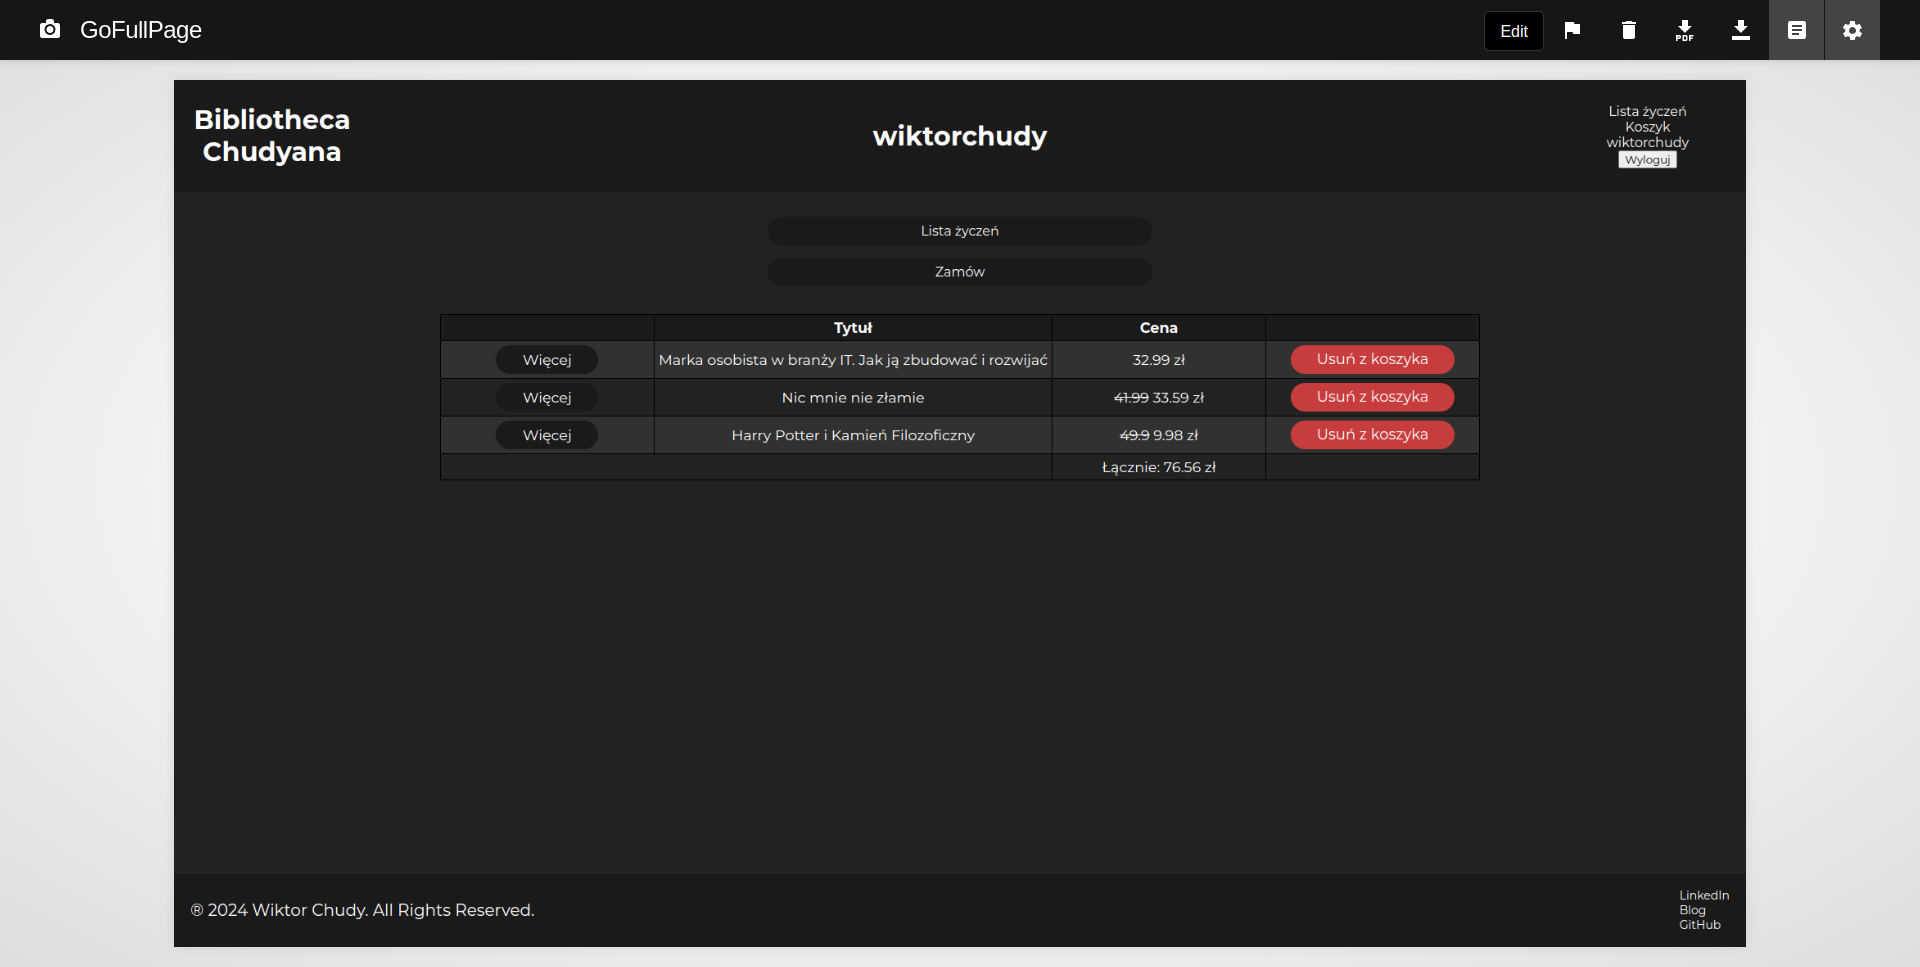 GoFullPage
Edit
PDF
Bibliotheca
Chudyana
wiktorchudy
Lista życzeń
Koszyk
wiktorchudy
Wyloguj
Lista życzeń
Zamów
Tytuł Cena
Więcej Marka osobista w branży IT. Jak ją zbudować i rozwijać 32.99 zł Usuń z koszyka
Więcej Nic mnie nie złamie 41.99 33.59 zł Usuń z koszyka
Więcej Harry Potter i Kamień Filozoficzny 49.9 9.98 zł Usuń z koszyka
Łącznie: 76.56 zł
® 2024 Wiktor Chudy. All Rights Reserved.
LinkedIn
Blog
GitHub